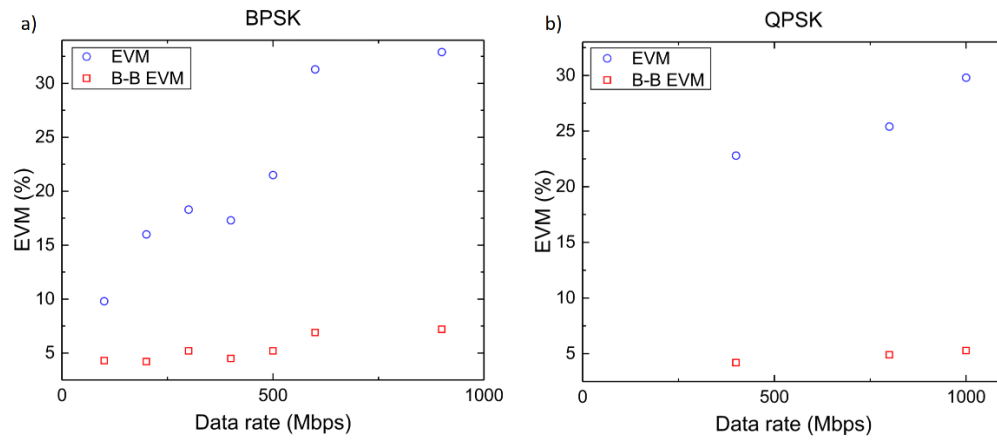 a)
BPSK
EVM
B-B EVM
EVM (%)
30
25
20
15
10
5
0
500
1000
Data rate (Mbps)
b)
QPSK
EVM
B-B EVM
EVM (%)
30
25
20
15
10
5
0
500
1000
Data rate (Mbps)